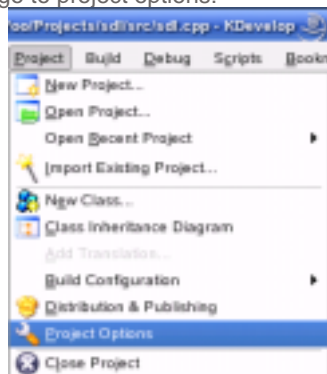 go to project options.
oo/Projects/sdl/src/sdl.cpp - KDevelop
Project Build Debug Scripts Bookm
New Project...
Open Project...
Open Recent Project
Import Existing Project...
New Class...
Class Inheritance Diagram
Add Translation...
Build Configuration
Distribution & Publishing
Project Options
Close Project